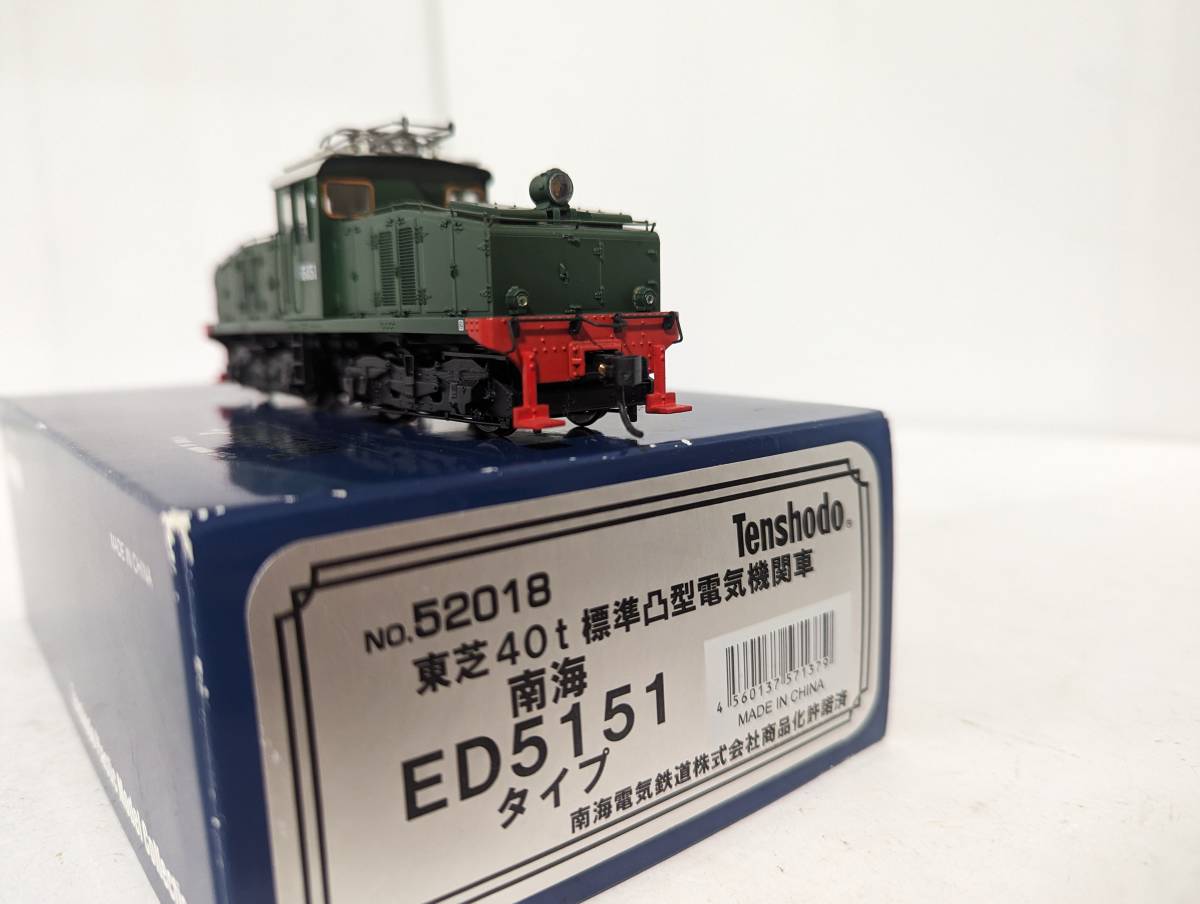 Tenshodo®
NO.52018
東芝40t 標準凸型電気機関車
南海
ED5151
タイプ
4 560137 571379
MADE IN CHINA
南海電気鉄道株式会社商品化許諾済
MADE IN CHINA